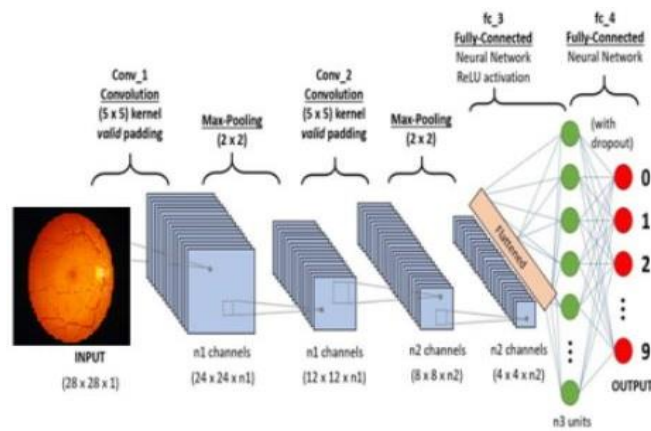 fc_3
Fully-Connected
Neural Network
ReLU activation
fc_4
Fully-Connected
Neural Network
Conv_1
Convolution
(5 x 5) kernel
valid padding
Max-Pooling
(2 x 2)
Conv_2
Convolution
(5 x 5) kernel
valid padding
Max-Pooling
(2 x 2)
(with
dropout)
Flattened
0
1
2
9
INPUT
(28 x 28 x 1)
n1 channels
(24 x 24 x n1)
n1 channels
(12 x 12 x n1)
n2 channels
(8 x 8 x n2)
n2 channels
(4 x 4 x n2)
OUTPUT
n3 units